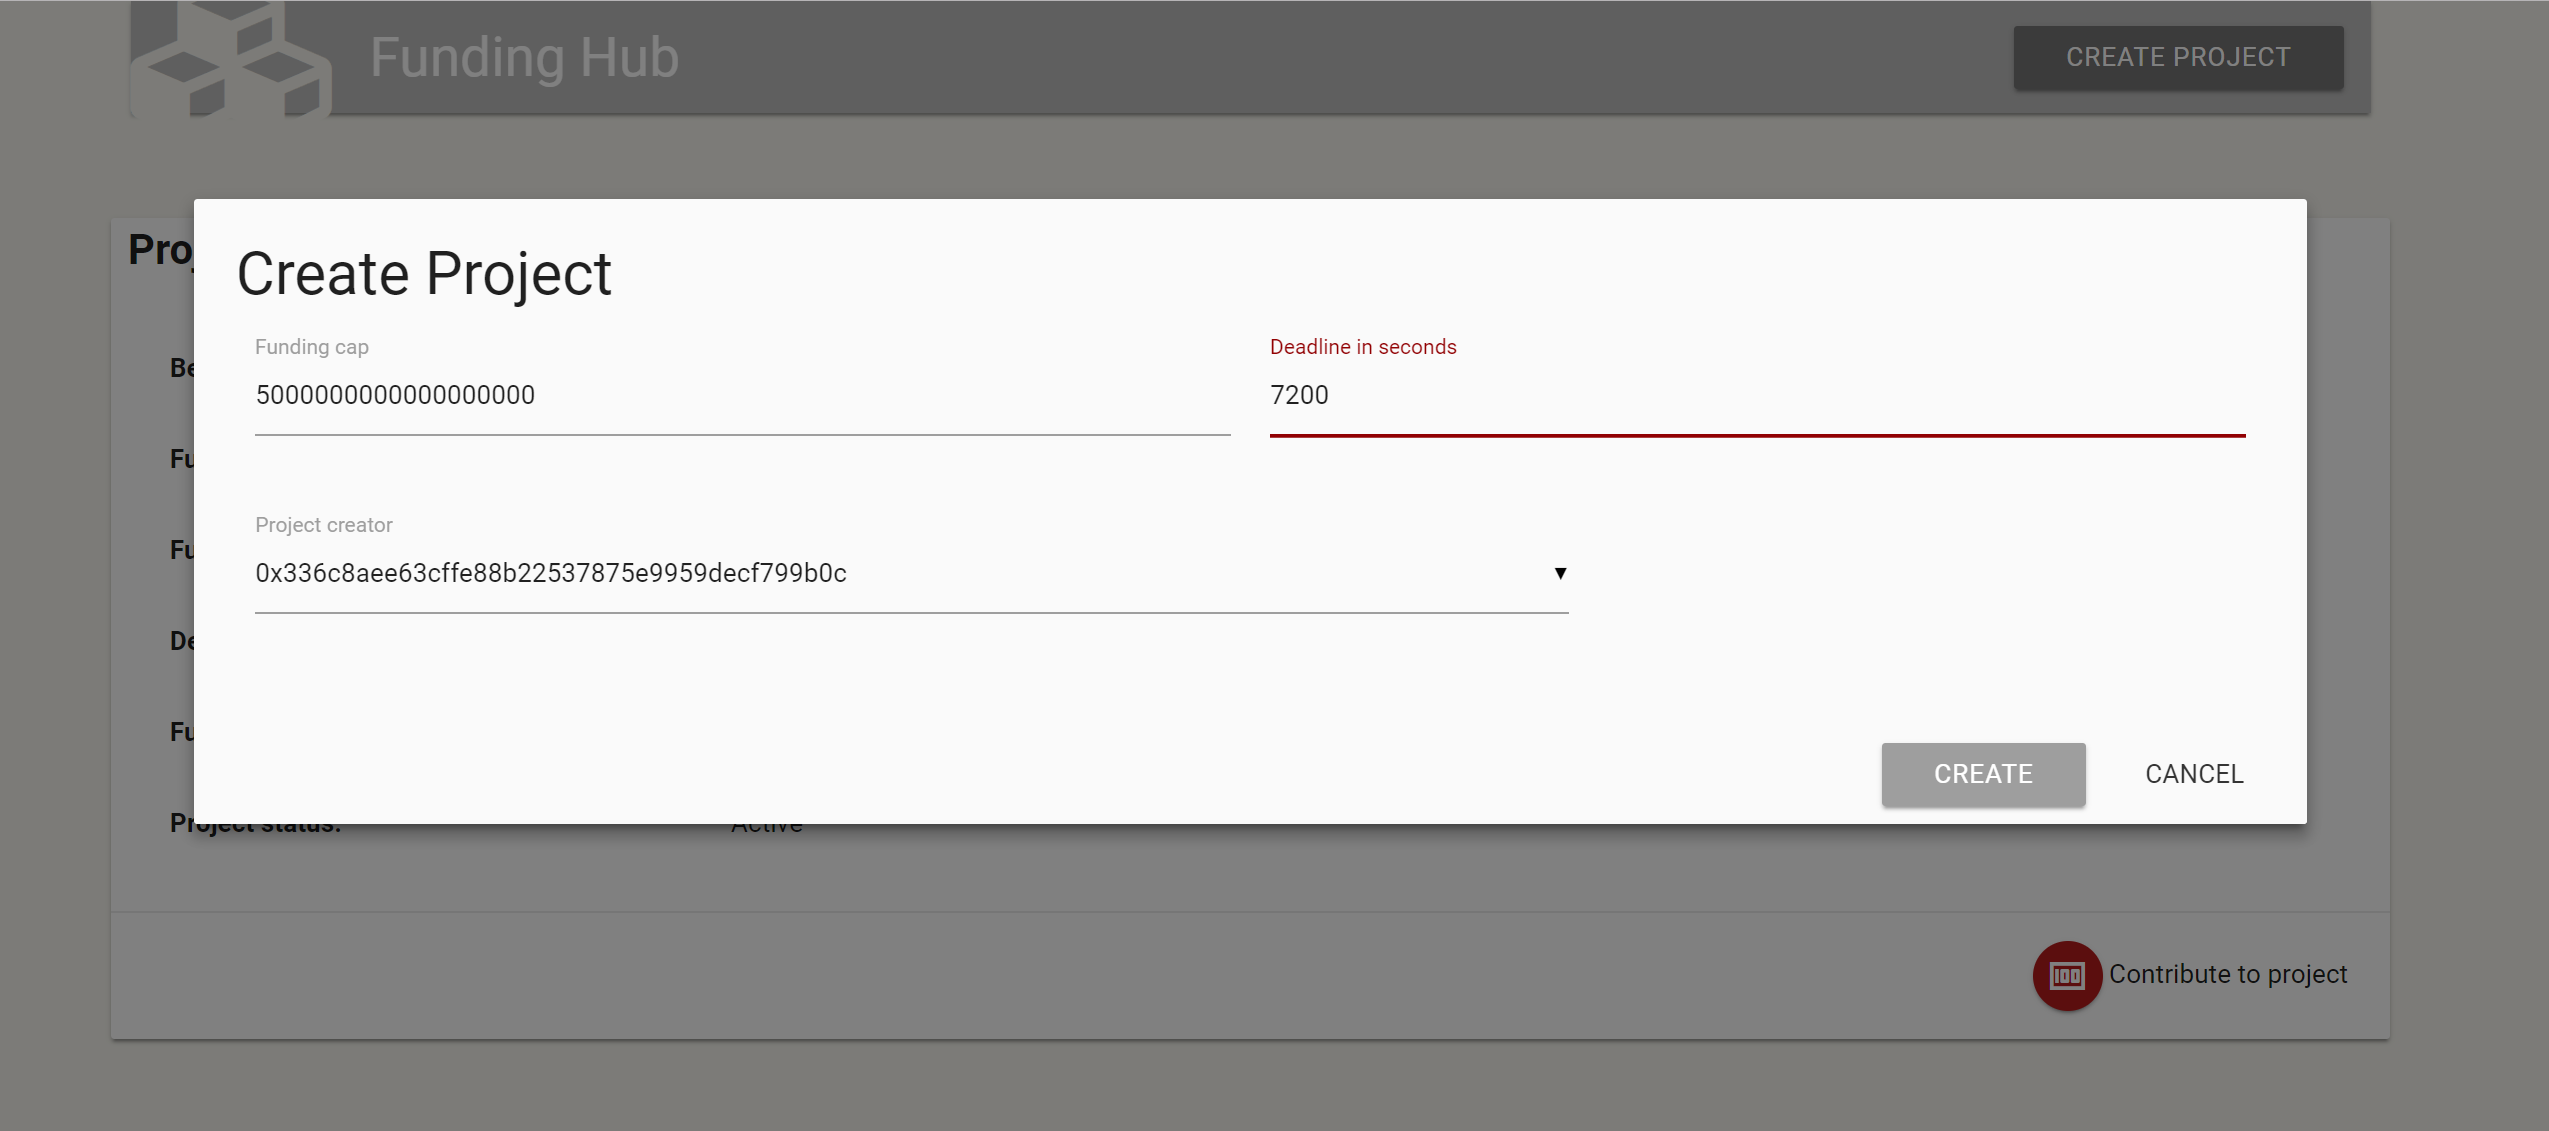 Funding Hub
CREATE PROJECT
Pro
Create Project
Funding cap
Deadline in seconds
5000000000000000000
7200
Be
Fu
Project creator
0x336c8aee63cffe88b22537875e9959decf799b0c
Fu
De
Fu
CREATE
CANCEL
Project status:
Active
100
Contribute to project